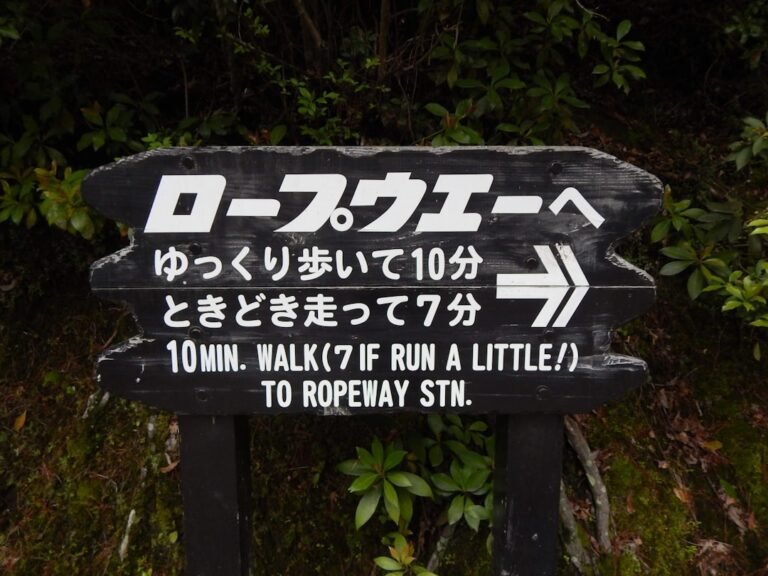 ロープウエーへ
ゆっくり歩いて10分
ときどき走って7分
10MIN. WALK(7 IF RUN A LITTLE!)
TO ROPEWAY STN.